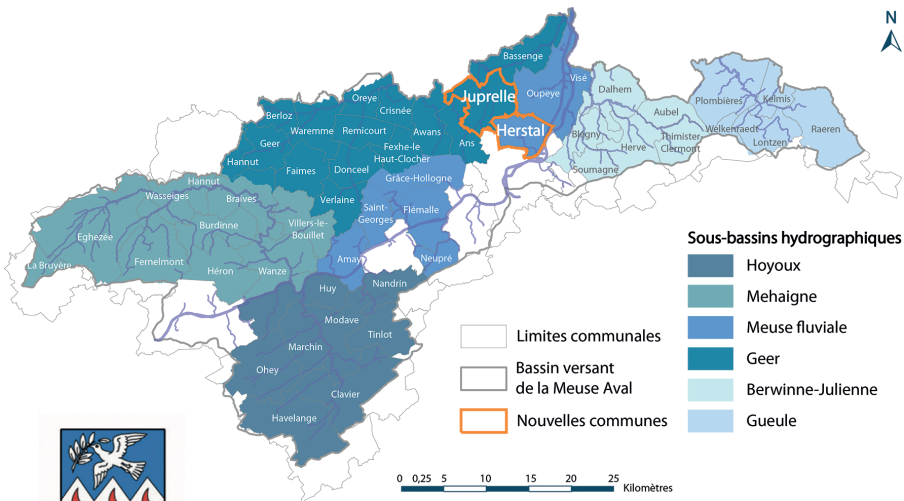 N
Bassenge
Visé
Oupeye
Juprelle
Herstal
Dalhem
Aubel
Blegny
Thimister
Clermont
Herve
Soumagne
Plombières
Kelmis
Welkenraedt
Lontzen
Raeren
Oreye
Crisnée
Berloz
Waremme
Remicourt
Awans
Geer
Fexhe-le
Haut-Clocher
Ans
Hannut
Faimes
Donceel
Verlaine
Grâce-Hollogne
Saint-
Georges
Flémalle
Amay
Neupré
Hannut
Wasseiges
Braives
Burdinne
Villers-le-
Bouillet
Eghezée
La Bruyère
Fernelmont
Héron
Wanze
Huy
Nandrin
Modave
Tinlot
Marchin
Ohey
Clavier
Havelange
Limites communales
Bassin versant
de la Meuse Aval
Nouvelles communes
Sous-bassins hydrographiques
Hoyoux
Mehaigne
Meuse fluviale
Geer
Berwinne-Julienne
Gueule
0 0,25 5 10 15 20 25
Kilomètres